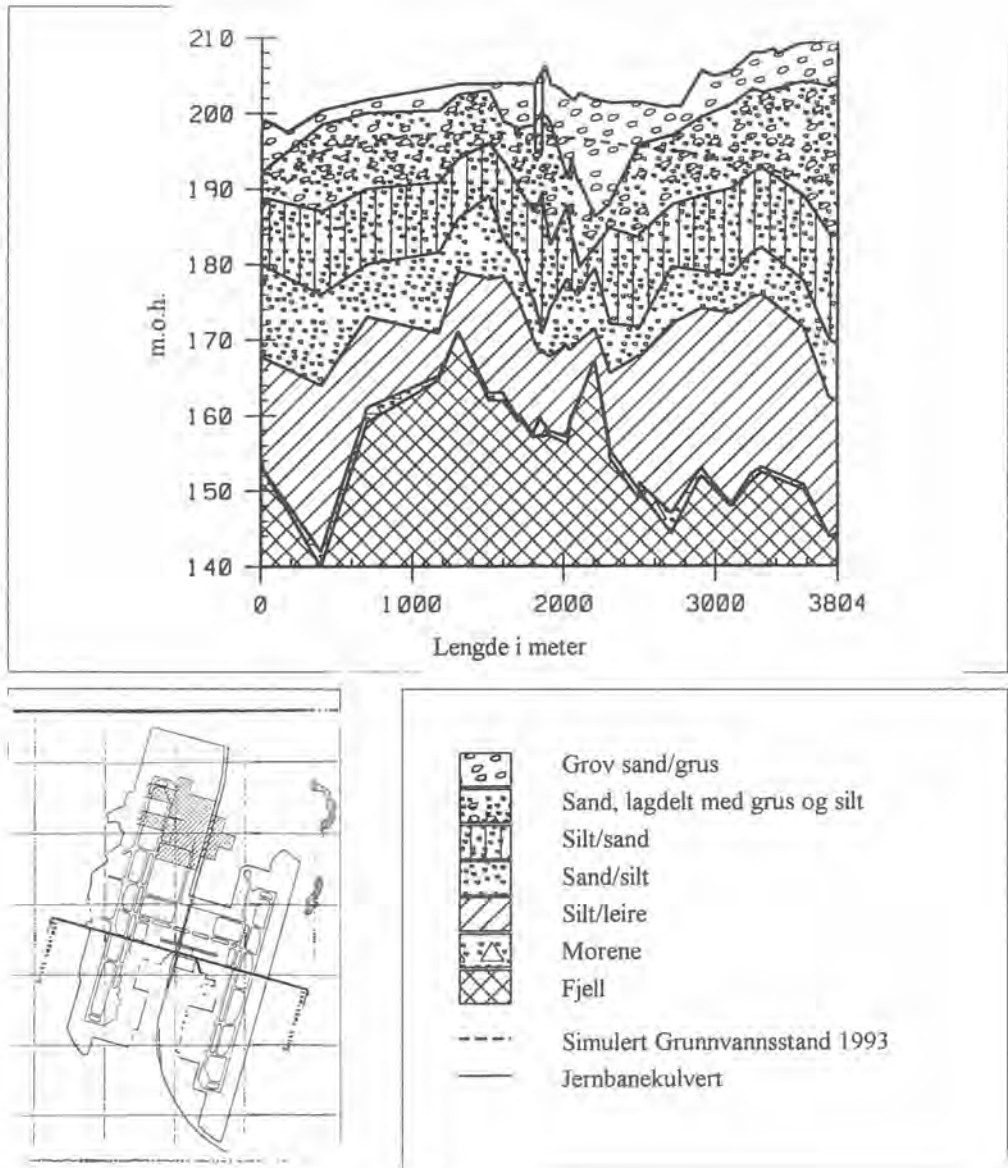 210
200
190
180
170
160
150
140
m.o.h.
0 1000 2000 3000 3804
Lengde i meter
Grov sand/grus
Sand, lagdelt med grus og silt
Silt/sand
Sand/silt
Silt/leire
Morene
Fjell
Simulert Grunnvannsstand 1993
Jernbanekulvert